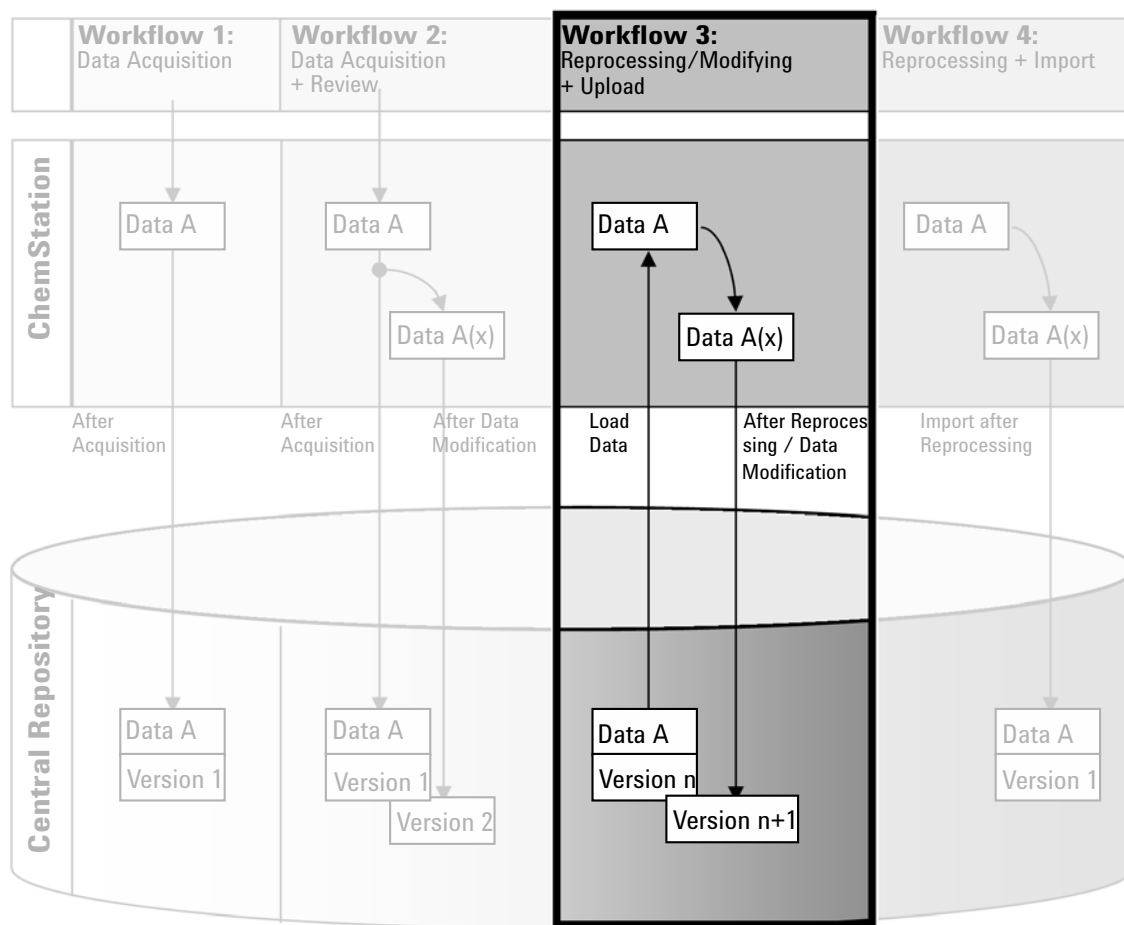 Workflow 1:
Data Acquisition
Workflow 2:
Data Acquisition
+ Review
Workflow 3:
Reprocessing/Modifying
+ Upload
Workflow 4:
Reprocessing + Import
ChemStation
Data A
Data A
Data A(x)
Data A
Data A(x)
Data A
Data A(x)
After
Acquisition
After
Acquisition
After Data
Modification
Load
Data
After Reproces
sing / Data
Modification
Import after
Reprocessing
Central Repository
Data A
Version 1
Data A
Version 1
Version 2
Data A
Version n
Version n+1
Data A
Version 1